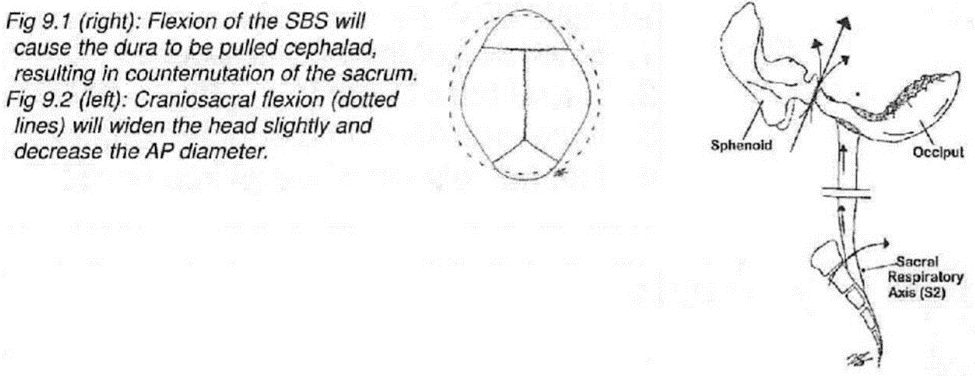 Fig 9.1 (right): Flexion of the SBS will
cause the dura to be pulled cephalad,
resulting in counternutation of the sacrum.
Fig 9.2 (left): Craniosacral flexion (dotted
lines) will widen the head slightly and
decrease the AP diameter.
Sphenoid
Occiput
Sacral
Respiratory
Axis (S2)